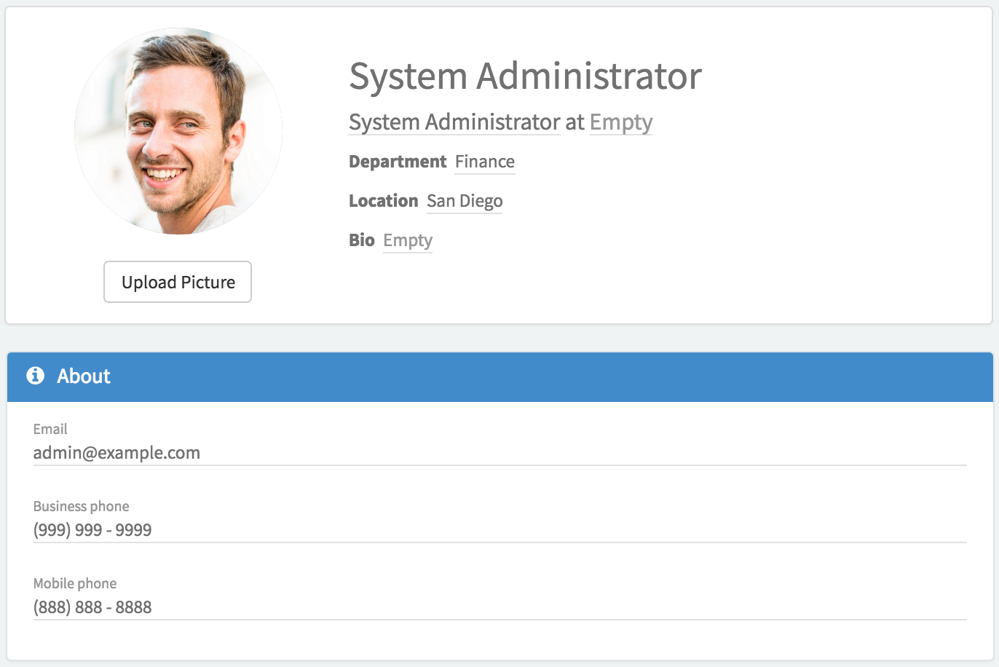 System Administrator
System Administrator at Empty
Department Finance
Location San Diego
Bio Empty
Upload Picture
About
Email
admin@example.com
Business phone
(999) 999 - 9999
Mobile phone
(888) 888 - 8888